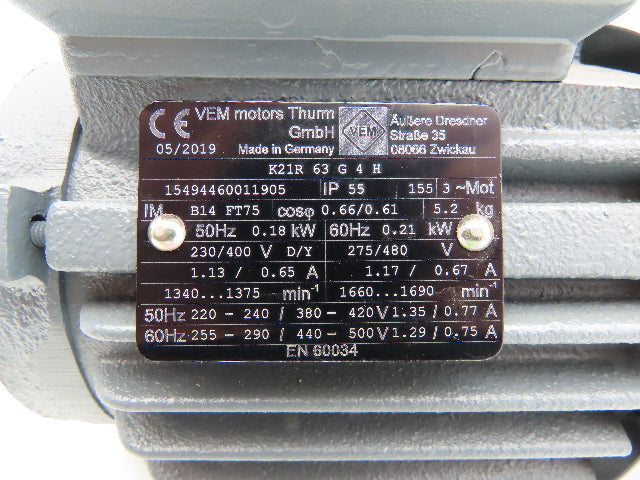 CE VEM motors Thurm GmbH VEM Äußere Dresdner Straße 35
05/2019 Made in Germany 08066 Zwickau
K21R 63 G 4 H
15494460011905 IP 55 155 3 ~Mot
IM B14 FT75 cosφ 0.66/0.61 5.2 kg
50Hz 0.18 kW 60Hz 0.21 kW
230/400 V D/Y 275/480 V
1.13 / 0.65 A 1.17 / 0.67 A
1340...1375 min⁻¹ 1660...1690 min⁻¹
50Hz 220 - 240 / 380 - 420V 1.35 / 0.77 A
60Hz 255 - 290 / 440 - 500V 1.29 / 0.75 A
EN 60034